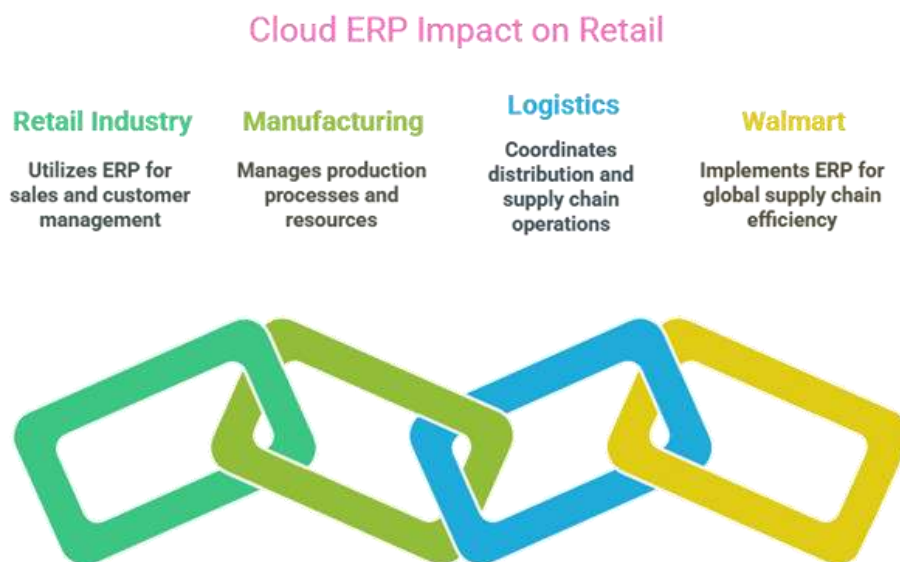 Cloud ERP Impact on Retail
Retail Industry
Utilizes ERP for
sales and customer
management
Manufacturing
Manages production
processes and
resources
Logistics
Coordinates
distribution and
supply chain
operations
Walmart
Implements ERP for
global supply chain
efficiency